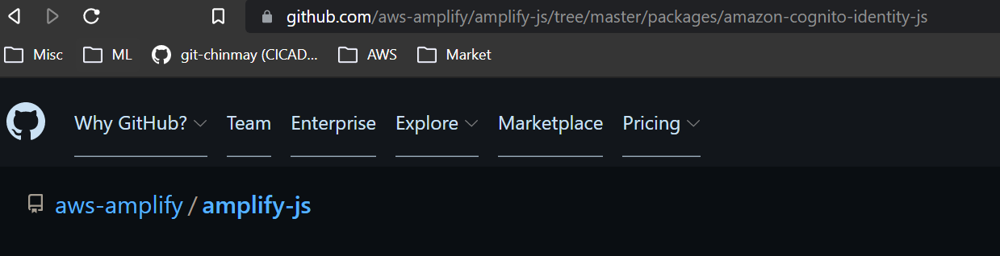 github.com/aws-amplify/amplify-js/tree/master/packages/amazon-cognito-identity-js
Misc ML git-chinmay (CICAD... AWS Market
Why GitHub? Team Enterprise Explore Marketplace Pricing
aws-amplify / amplify-js